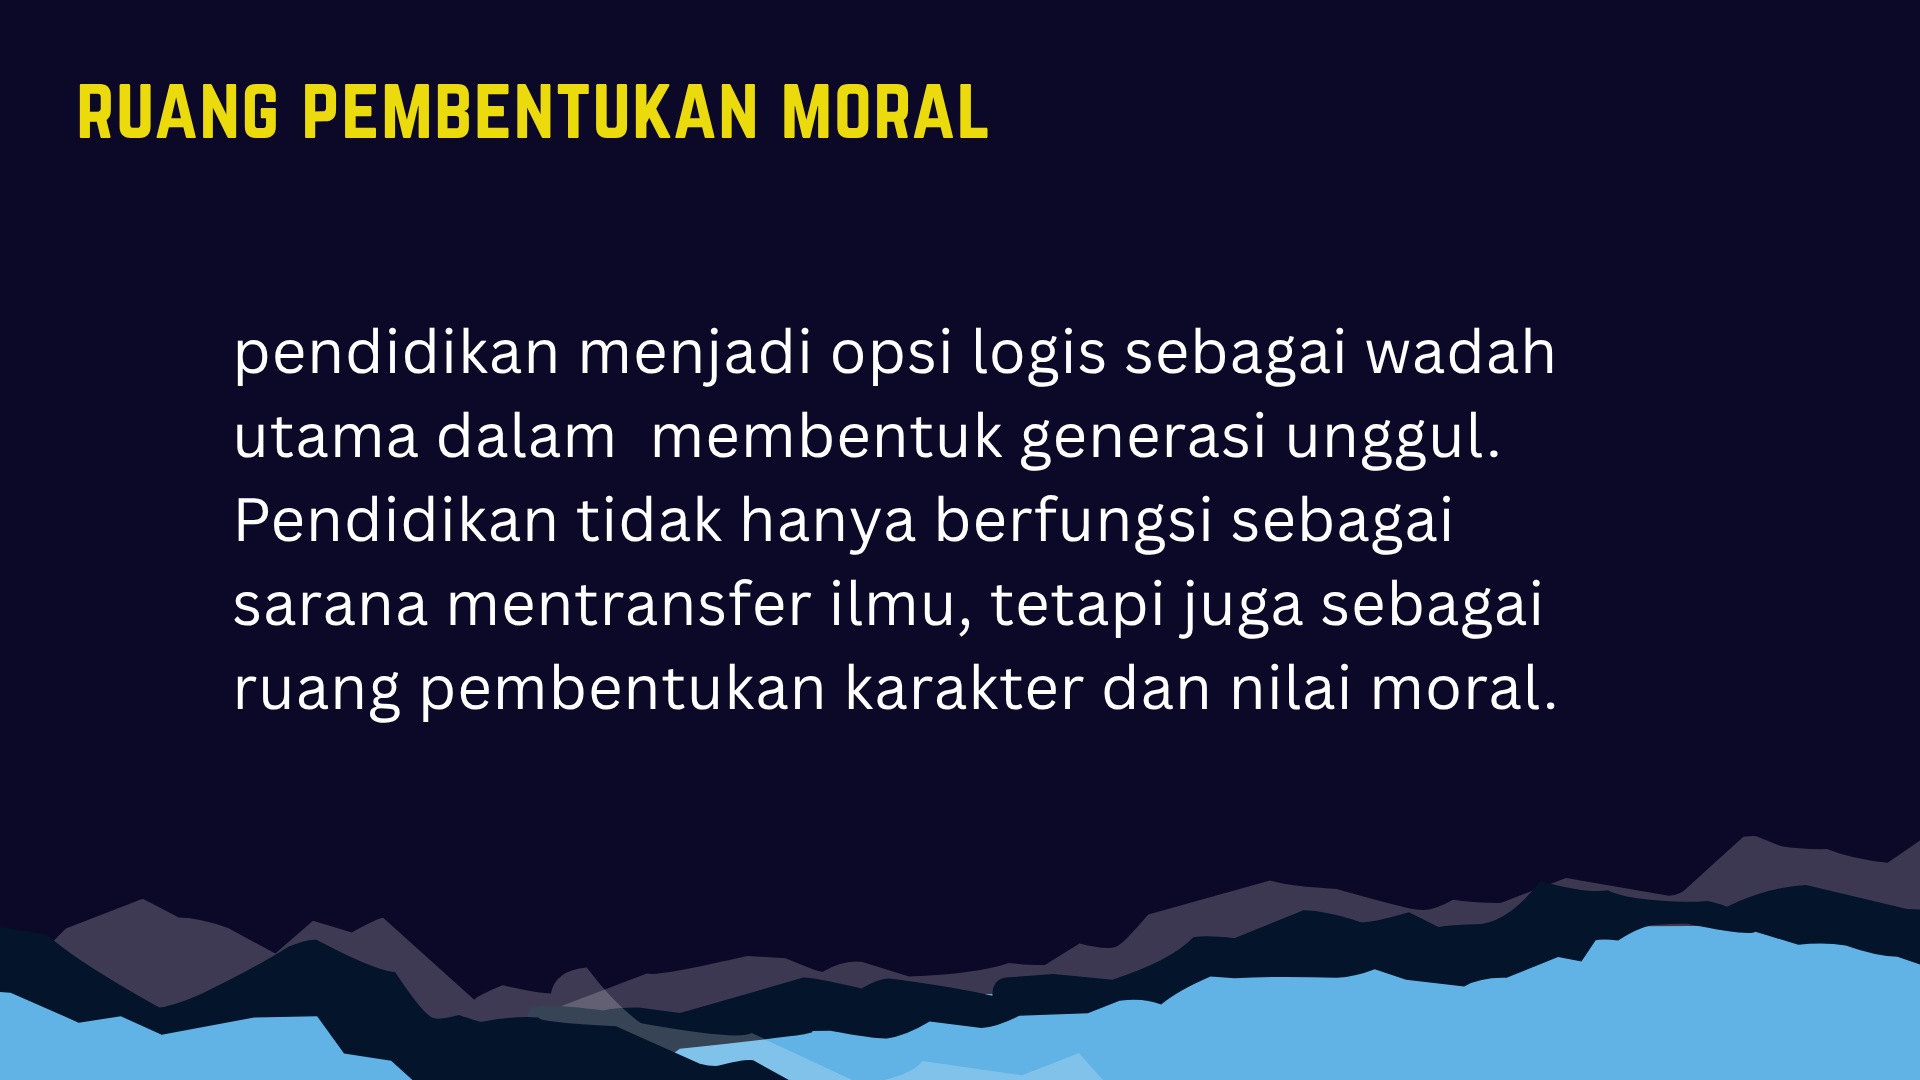 RUANG PEMBENTUKAN MORAL
pendidikan menjadi opsi logis sebagai wadah
utama dalam  membentuk generasi unggul.
Pendidikan tidak hanya berfungsi sebagai
sarana mentransfer ilmu, tetapi juga sebagai
ruang pembentukan karakter dan nilai moral.